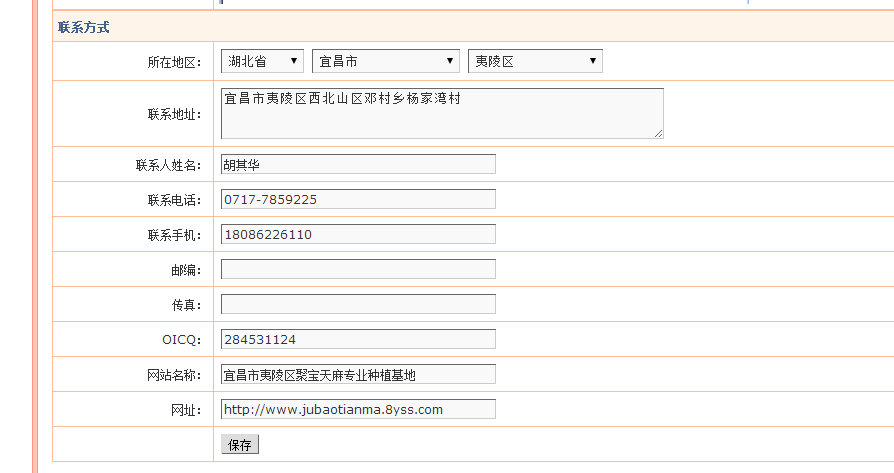 联系方式
所在地区： 湖北省 宜昌市 夷陵区
联系地址： 宜昌市夷陵区西北山区邓村乡杨家湾村
联系人姓名： 胡其华
联系电话： 0717-7859225
联系手机： 18086226110
邮编：
传真：
OICQ： 284531124
网站名称： 宜昌市夷陵区聚宝天麻专业种植基地
网址： http://www.jubaotianma.8yss.com
保存